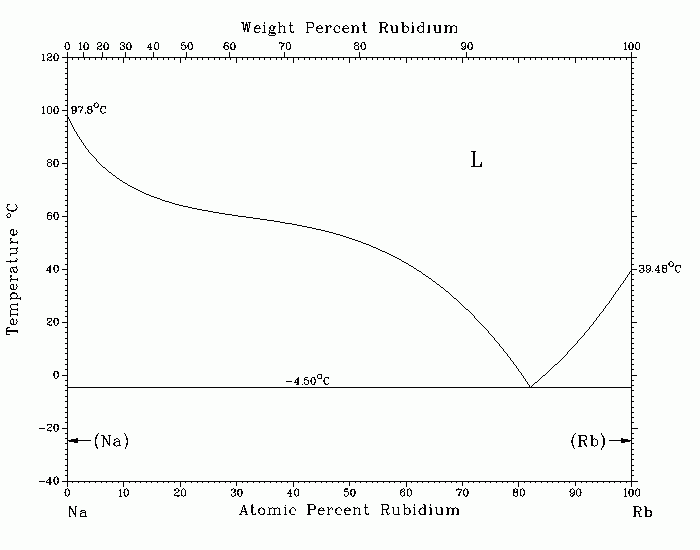 Weight Percent Rubidium
0 10 20 30 40 50 60 70 80 90 100
120
100
80
60
40
20
0
-20
-40
Temperature °C
97.8°C
L
39.48°C
-4.50°C
(Na)
(Rb)
0 10 20 30 40 50 60 70 80 90 100
Na Atomic Percent Rubidium Rb